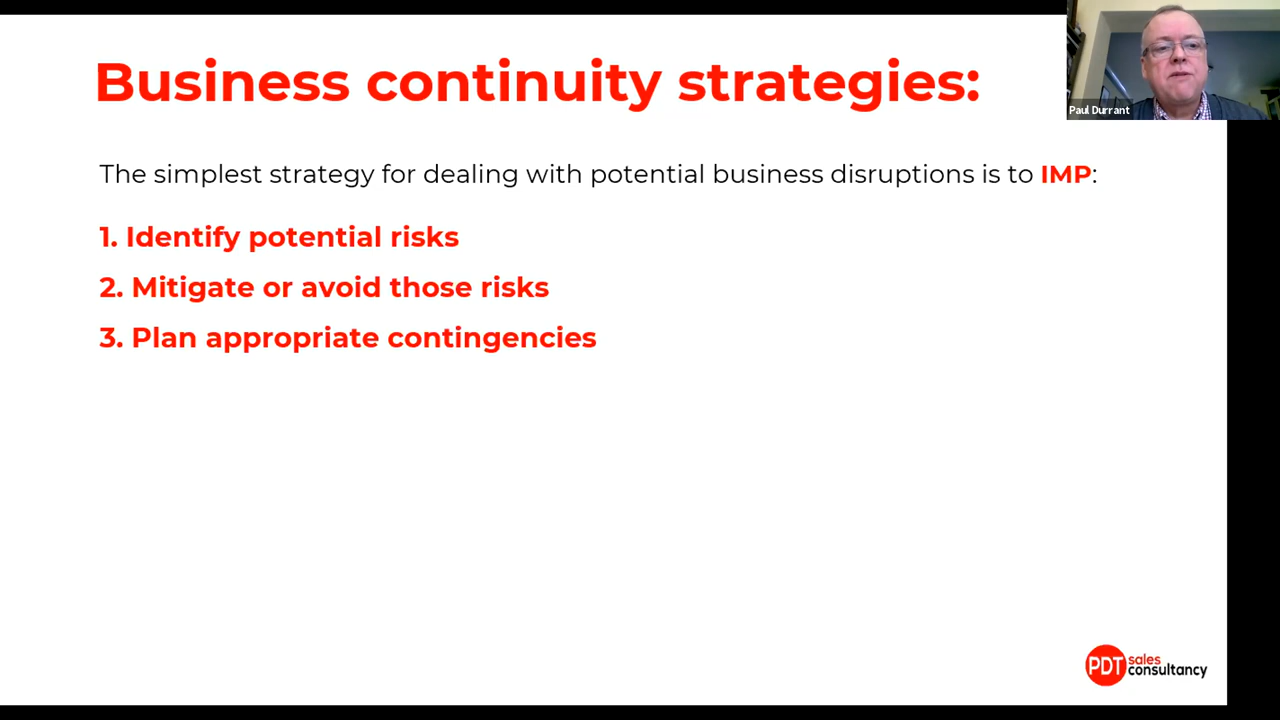 Business continuity strategies:
Paul Durrant
The simplest strategy for dealing with potential business disruptions is to IMP:
1. Identify potential risks
2. Mitigate or avoid those risks
3. Plan appropriate contingencies
PDT sales
consultancy